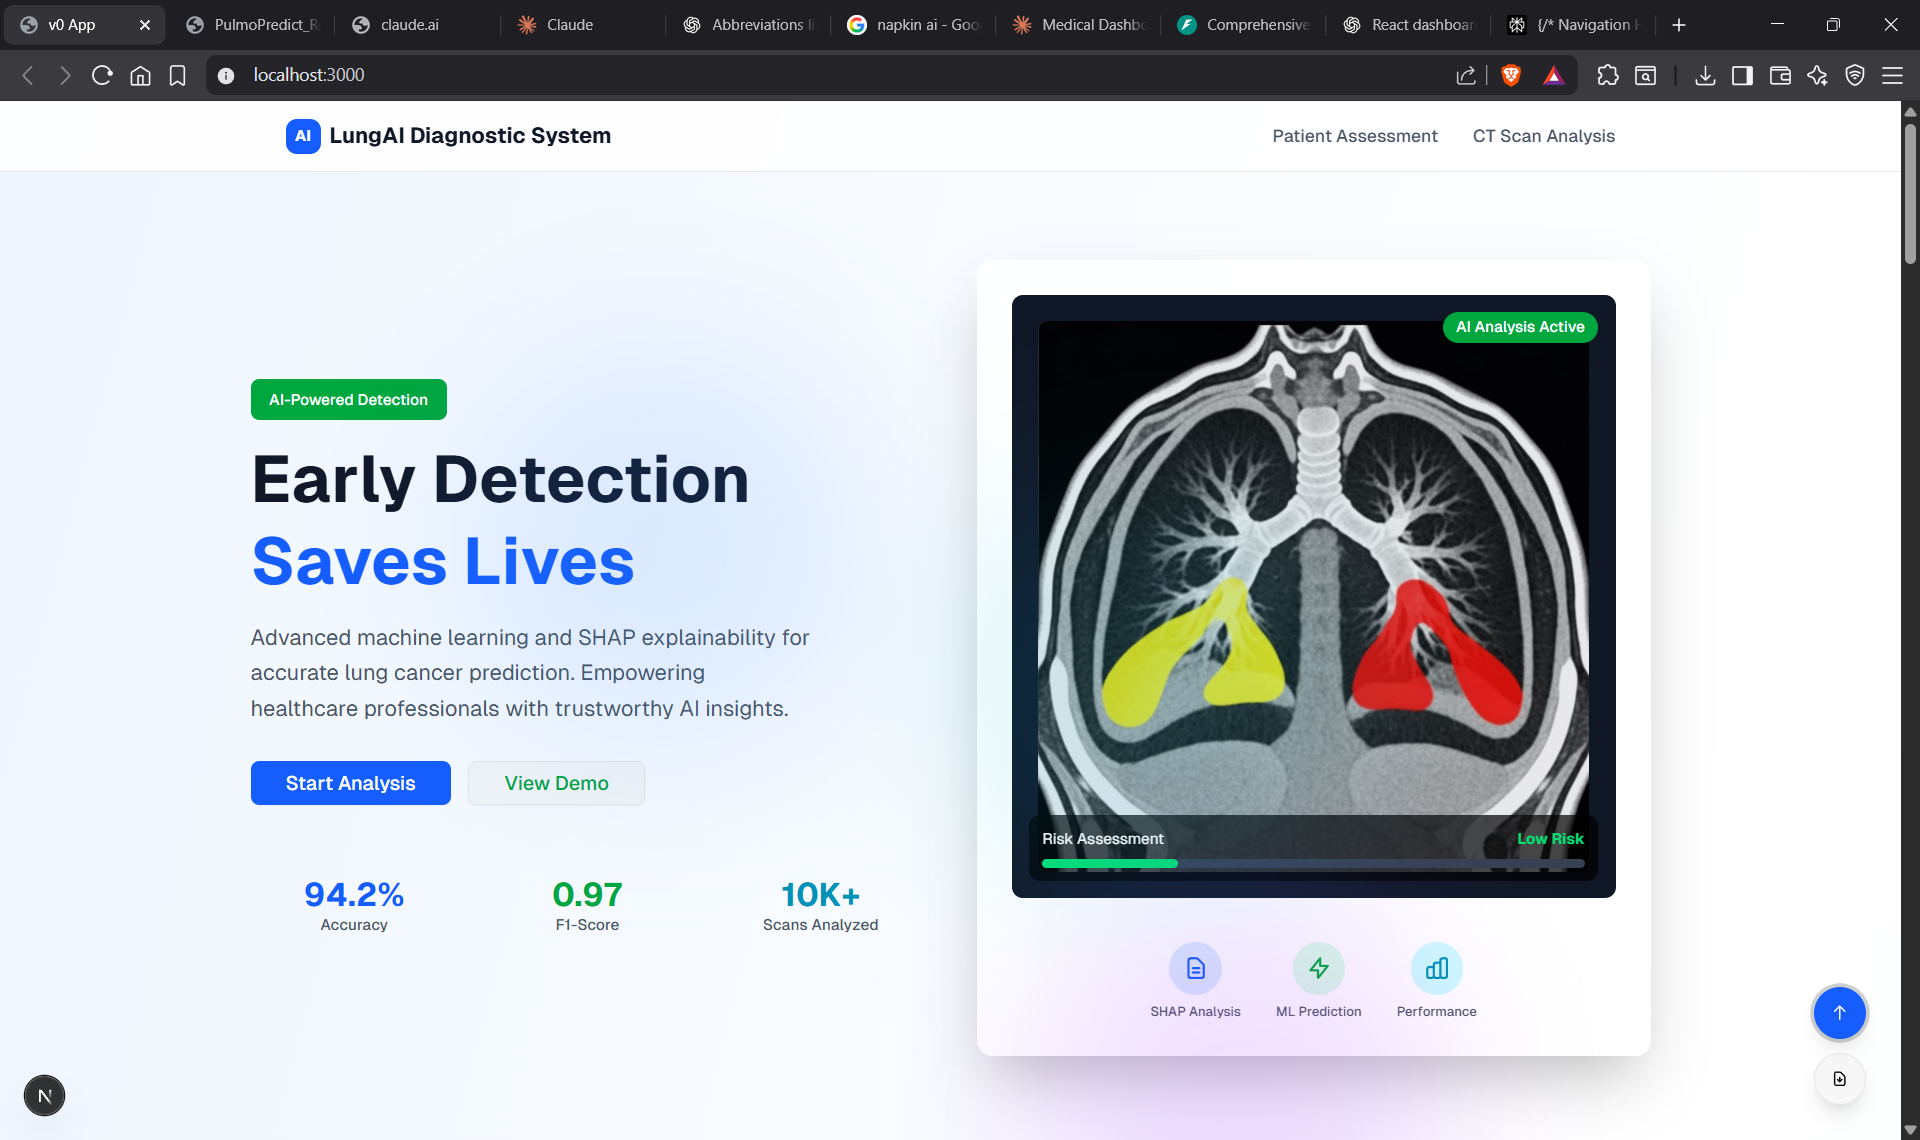 v0 App
PulmoPredict_R
claude.ai
Claude
Abbreviations li
napkin ai - Goo
Medical Dashbo
Comprehensive
React dashboar
{/* Navigation H
localhost:3000
AI LungAI Diagnostic System
Patient Assessment
CT Scan Analysis
AI-Powered Detection
Early Detection
Saves Lives
Advanced machine learning and SHAP explainability for
accurate lung cancer prediction. Empowering
healthcare professionals with trustworthy AI insights.
Start Analysis
View Demo
94.2%
Accuracy
0.97
F1-Score
10K+
Scans Analyzed
AI Analysis Active
Risk Assessment
Low Risk
SHAP Analysis
ML Prediction
Performance
N